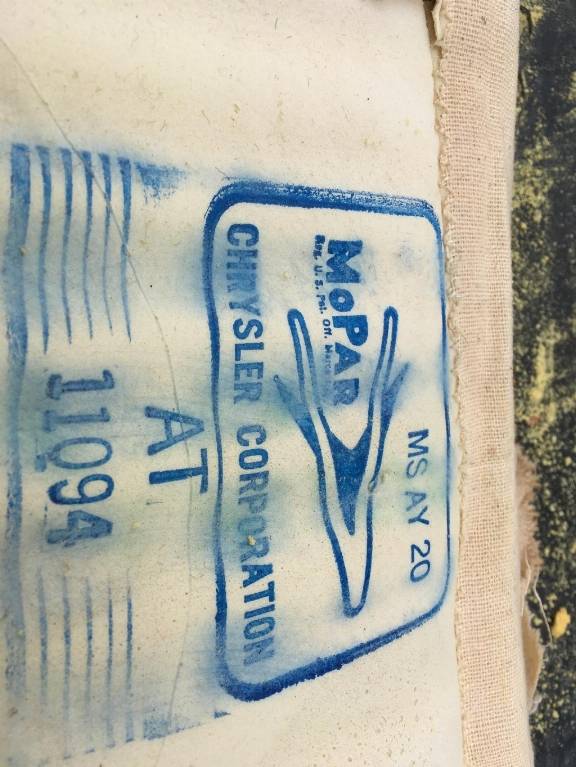 MS AY 20
MOPAR
Reg. U.S. Pat. Off.
CHRYSLER CORPORATION
AT
11094